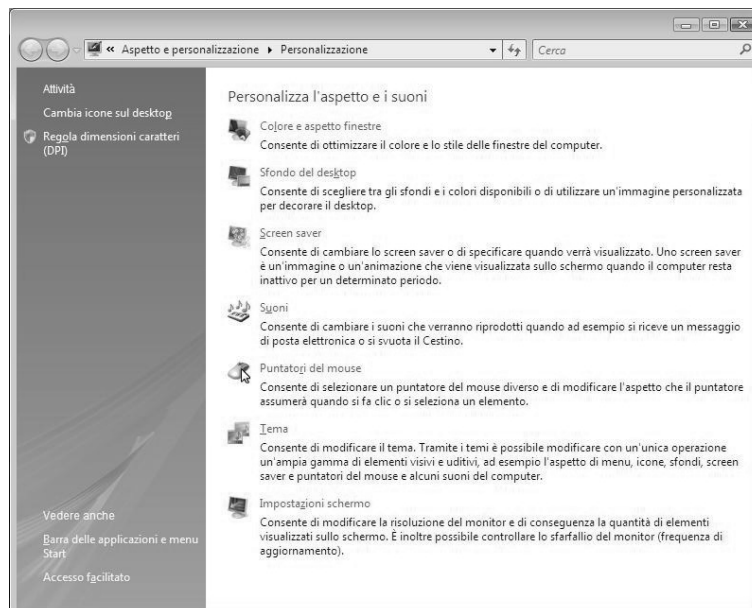 « Aspetto e personalizzazione ▸ Personalizzazione
Cerca
Attività
Cambia icone sul desktop
Regola dimensioni caratteri
(DPI)
Personalizza l'aspetto e i suoni
Colore e aspetto finestre
Consente di ottimizzare il colore e lo stile delle finestre del computer.
Sfondo del desktop
Consente di scegliere tra gli sfondi e i colori disponibili o di utilizzare un'immagine personalizzata
per decorare il desktop.
Screen saver
Consente di cambiare lo screen saver o di specificare quando verrà visualizzato. Uno screen saver
è un'immagine o un'animazione che viene visualizzata sullo schermo quando il computer resta
inattivo per un determinato periodo.
Suoni
Consente di cambiare i suoni che verranno riprodotti quando ad esempio si riceve un messaggio
di posta elettronica o si svuota il Cestino.
Puntatori del mouse
Consente di selezionare un puntatore del mouse diverso e di modificare l'aspetto che il puntatore
assumerà quando si fa clic o si seleziona un elemento.
Tema
Consente di modificare il tema. Tramite i temi è possibile modificare con un'unica operazione
un'ampia gamma di elementi visivi e uditivi, ad esempio l'aspetto di menu, icone, sfondi, screen
saver e puntatori del mouse e alcuni suoni del computer.
Impostazioni schermo
Consente di modificare la risoluzione del monitor e di conseguenza la quantità di elementi
visualizzati sullo schermo. È inoltre possibile controllare lo sfarfallio del monitor (frequenza di
aggiornamento).
Vedere anche
Barra delle applicazioni e menu
Start
Accesso facilitato